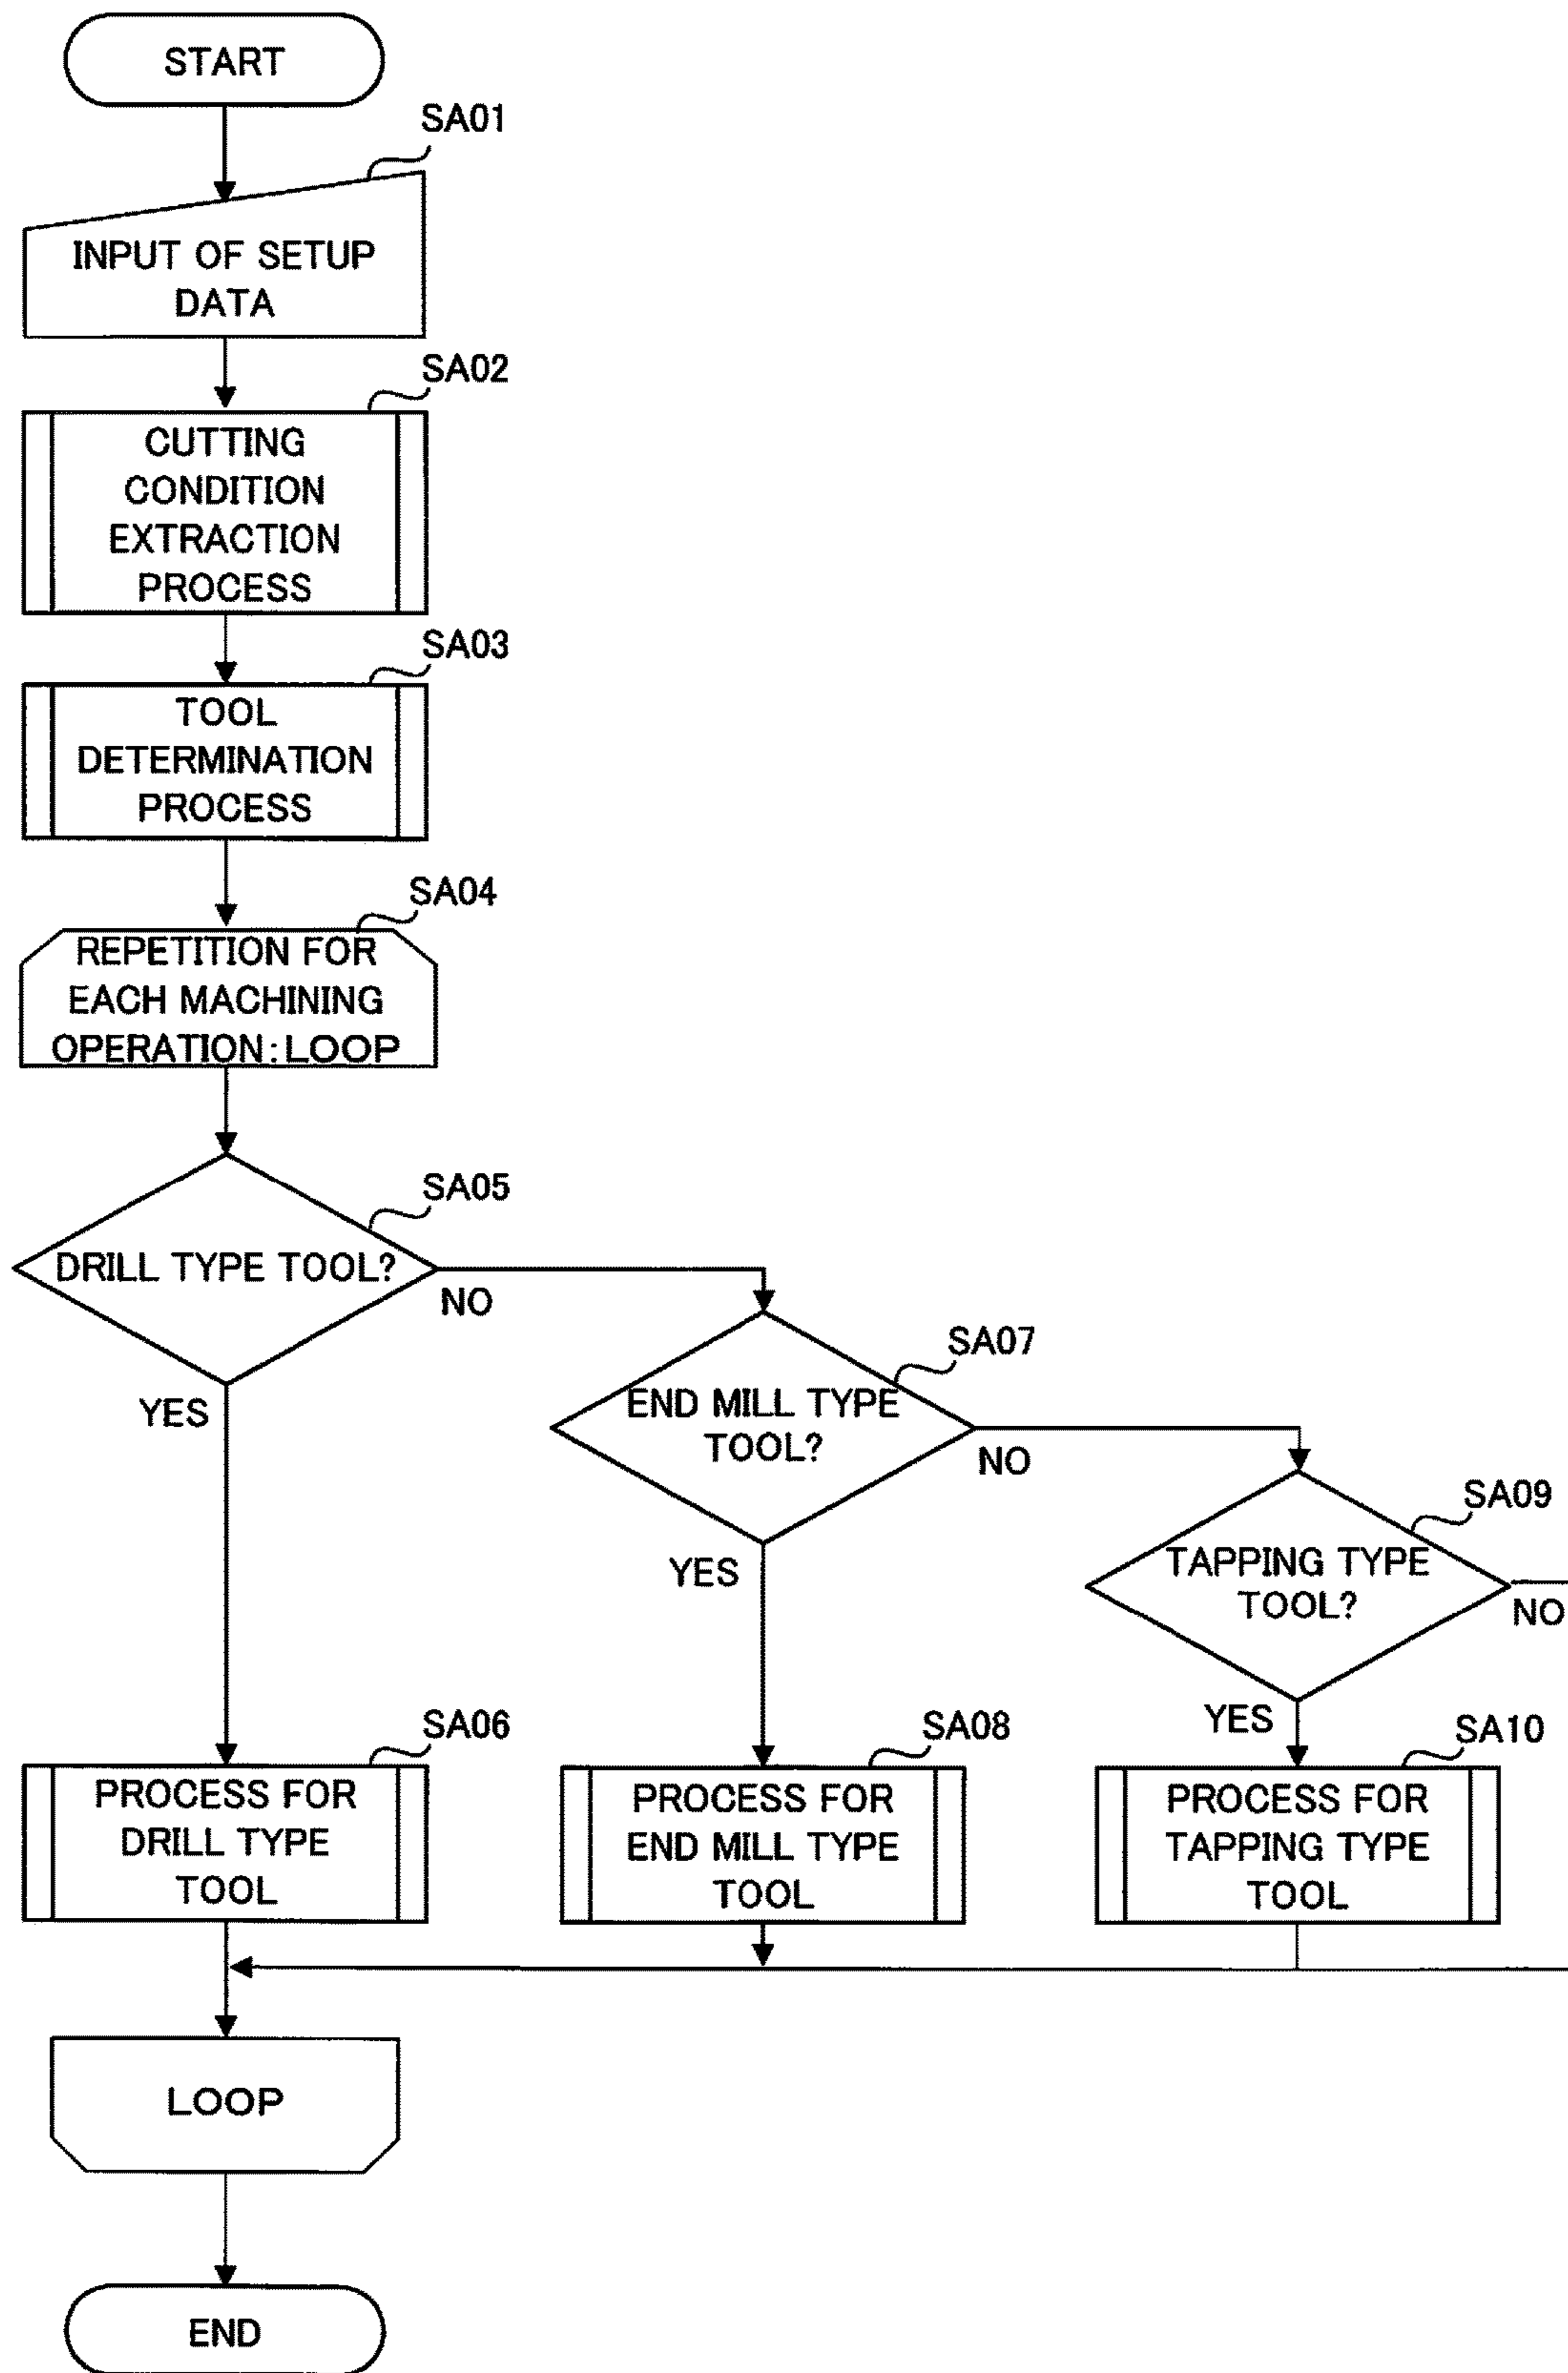 START
SA01
INPUT OF SETUP
DATA
SA02
CUTTING
CONDITION
EXTRACTION
PROCESS
SA03
TOOL
DETERMINATION
PROCESS
SA04
REPETITION FOR
EACH MACHINING
OPERATION:LOOP
SA05
DRILL TYPE TOOL?
NO
YES
SA07
END MILL TYPE
TOOL?
NO
YES
SA09
TAPPING TYPE
TOOL?
NO
YES
SA06
PROCESS FOR
DRILL TYPE
TOOL
SA08
PROCESS FOR
END MILL TYPE
TOOL
SA10
PROCESS FOR
TAPPING TYPE
TOOL
LOOP
END